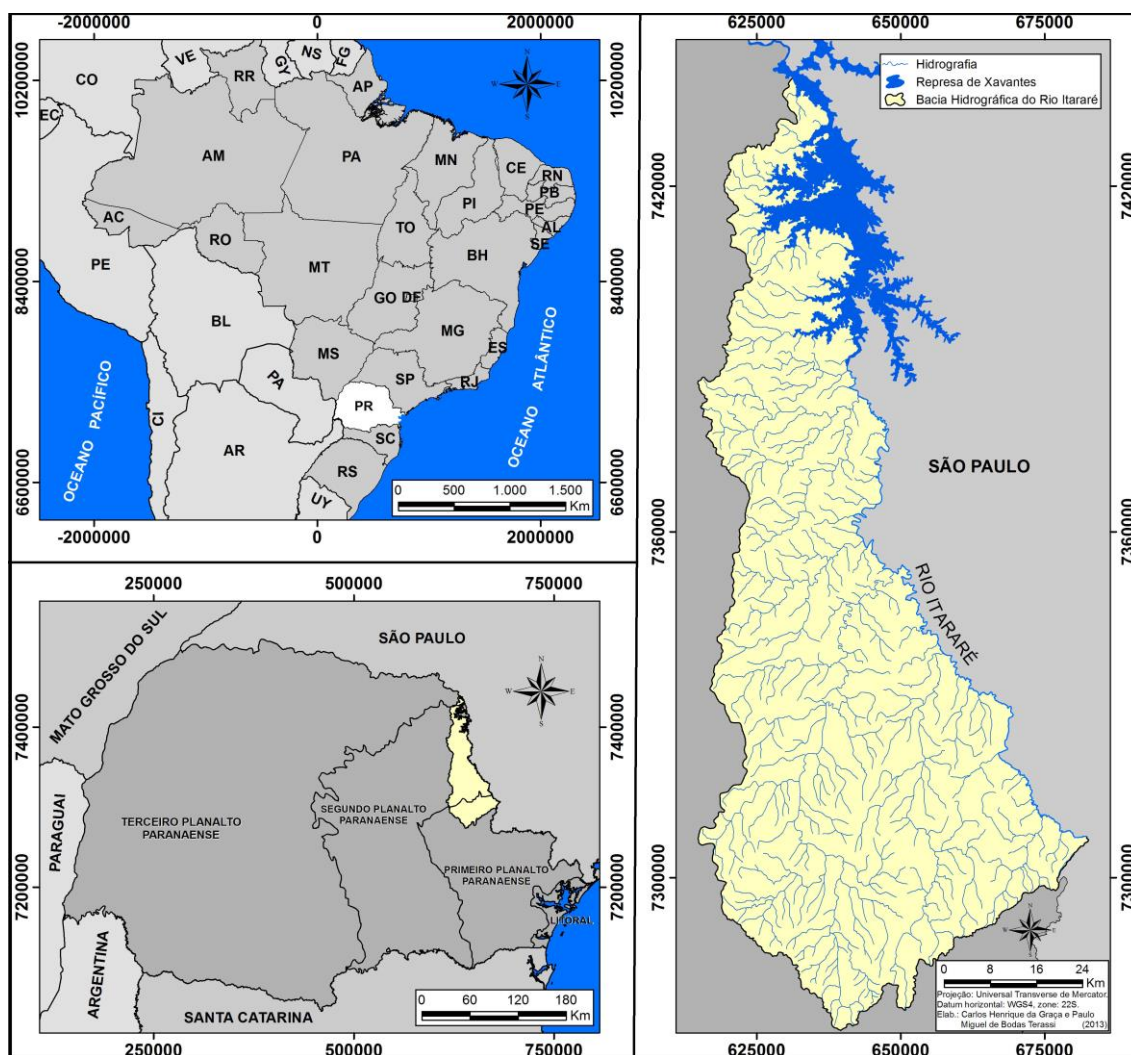 -2000000 0 2000000
10200000
8400000
6600000
CO
VE
GY
NS
FG
RR
AP
EC
AM
PA
MN
CE
RN
PB
PE
AL
SE
PI
AC
RO
TO
BH
PE
MT
GO DF
BL
MG
ES
MS
PA
SP
RJ
PR
CI
SC
AR
RS
UY
OCEANO PACÍFICO
OCEANO ATLÂNTICO
N
W E
S
0 500 1.000 1.500
Km
10200000
8400000
6600000
-2000000 0 2000000
250000 500000 750000
7400000
7200000
MATO GROSSO DO SUL
SÃO PAULO
N
W E
S
PARAGUAI
TERCEIRO PLANALTO
PARANAENSE
SEGUNDO PLANALTO
PARANAENSE
PRIMEIRO PLANALTO
PARANAENSE
LITORAL
ARGENTINA
SANTA CATARINA
0 60 120 180
Km
7400000
7200000
250000 500000 750000
625000 650000 675000
Hidrografia
Represa de Xavantes
Bacia Hidrográfica do Rio Itararé
7420000
7360000
7300000
SÃO PAULO
RIO ITARARÉ
N
W E
S
0 8 16 24
Km
Projeção: Universal Transverse de Mercator.
Datum horizontal: WGS4, zone: 22S.
Elab.: Carlos Henrique da Graça e Paulo
Miguel de Bodas Terassi (2013)
7420000
7360000
7300000
625000 650000 675000